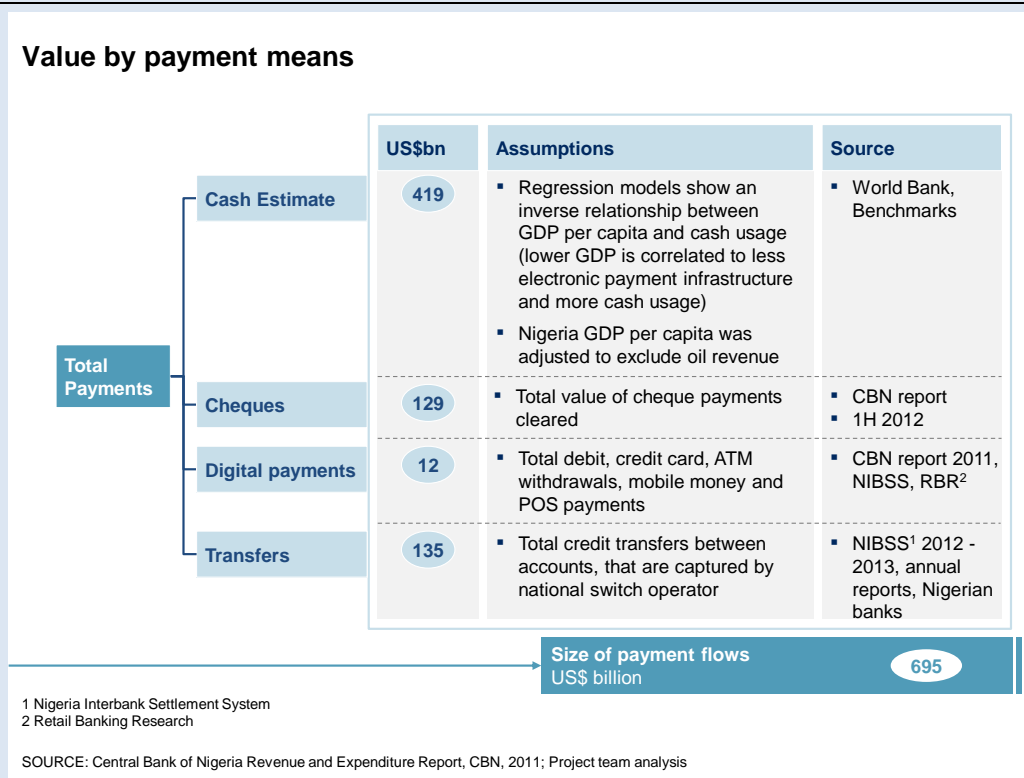 Value by payment means
US$bn
Assumptions
Source
Total
Payments
Cash Estimate
419
▪ Regression models show an
inverse relationship between
GDP per capita and cash usage
(lower GDP is correlated to less
electronic payment infrastructure
and more cash usage)
▪ Nigeria GDP per capita was
adjusted to exclude oil revenue
▪ World Bank,
Benchmarks
Cheques
129
▪ Total value of cheque payments
cleared
▪ CBN report
▪ 1H 2012
Digital payments
12
▪ Total debit, credit card, ATM
withdrawals, mobile money and
POS payments
▪ CBN report 2011,
NIBSS, RBR²
Transfers
135
▪ Total credit transfers between
accounts, that are captured by
national switch operator
▪ NIBSS¹ 2012 -
2013, annual
reports, Nigerian
banks
Size of payment flows
US$ billion
695
1 Nigeria Interbank Settlement System
2 Retail Banking Research
SOURCE: Central Bank of Nigeria Revenue and Expenditure Report, CBN, 2011; Project team analysis